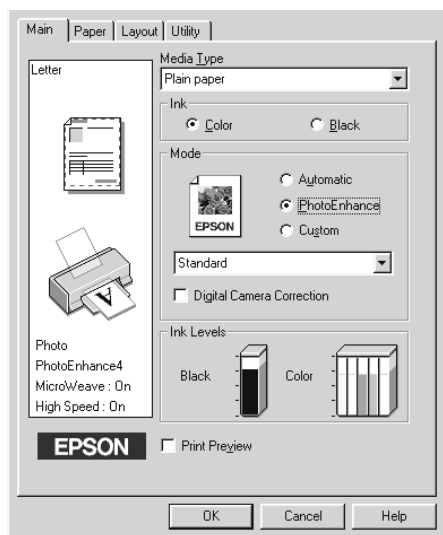 Main Paper Layout Utility
Letter
Media Type
Plain paper
Ink
Color Black
Mode
EPSON
Automatic
PhotoEnhance
Custom
Standard
Digital Camera Correction
A
Photo
PhotoEnhance4
MicroWeave : On
High Speed : On
Ink Levels
Black Color
EPSON
Print Preview
OK Cancel Help